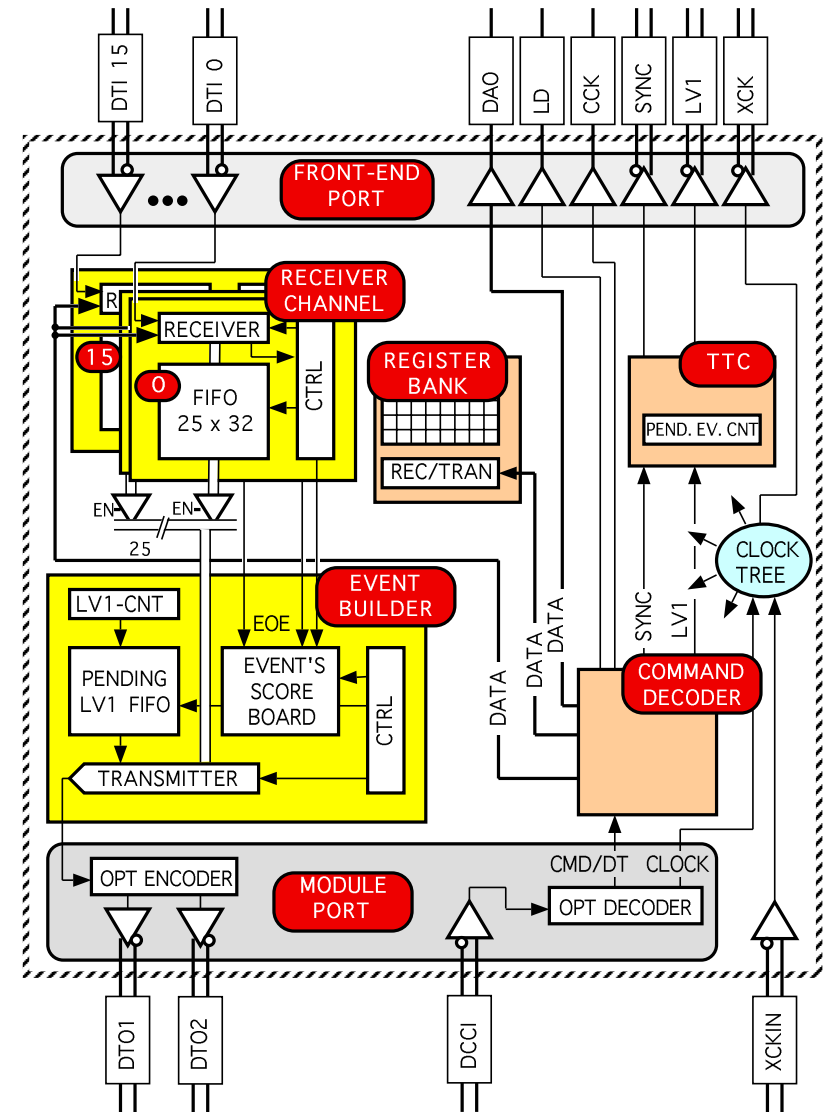 DTI 15
DTI 0
DAO
LD
CCK
SYNC
LV1
XCK
FRONT-END
PORT
RECEIVER
CHANNEL
R
RECEIVER
15
0
FIFO
25 x 32
CTRL
REGISTER
BANK
REC/TRAN
TTC
PEND. EV. CNT
EN
EN
25
CLOCK
TREE
EVENT
BUILDER
LV1-CNT
EOE
PENDING
LV1 FIFO
EVENT'S
SCORE
BOARD
CTRL
TRANSMITTER
DATA
DATA
DATA
SYNC
LV1
COMMAND
DECODER
CMD/DT
CLOCK
OPT ENCODER
MODULE
PORT
OPT DECODER
DTO1
DTO2
DCCI
XCKIN